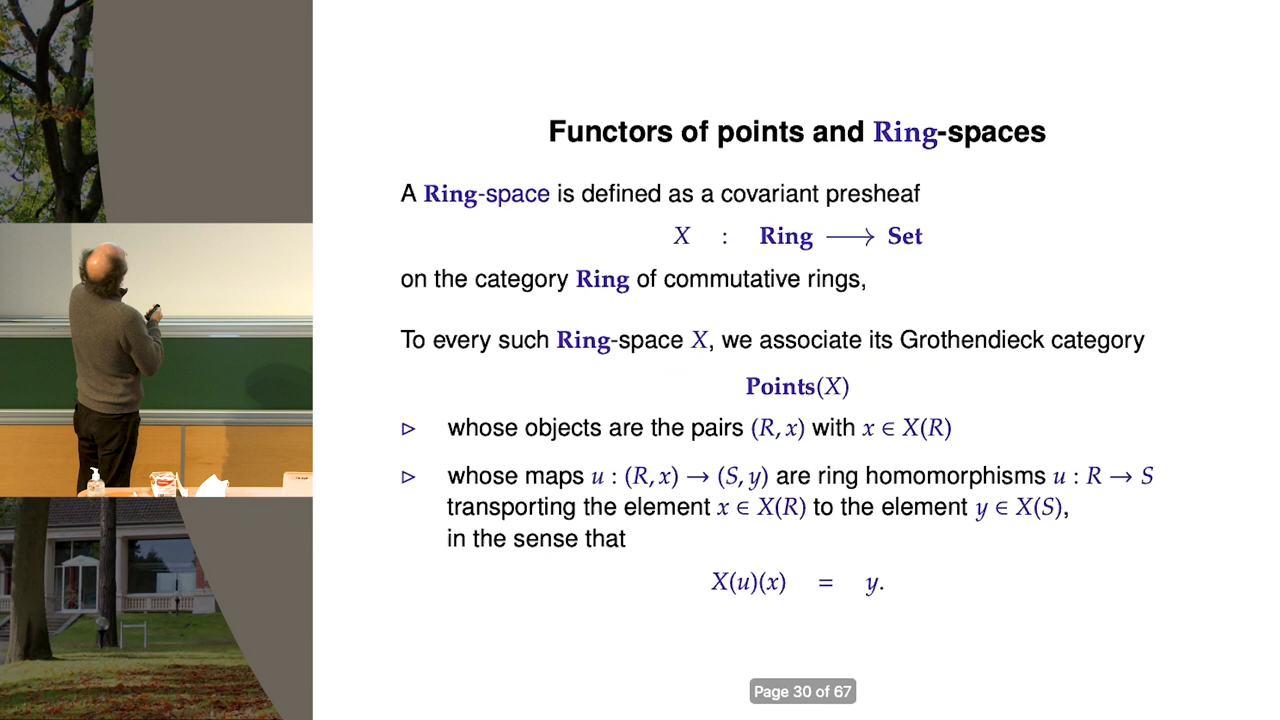 Functors of points and Ring-spaces
A Ring-space is defined as a covariant presheaf
X : Ring ⟶ Set
on the category Ring of commutative rings,
To every such Ring-space X, we associate its Grothendieck category
Points(X)
▷ whose objects are the pairs (R, x) with x ∈ X(R)
▷ whose maps u : (R, x) → (S, y) are ring homomorphisms u : R → S
transporting the element x ∈ X(R) to the element y ∈ X(S),
in the sense that
X(u)(x) = y.
Page 30 of 67